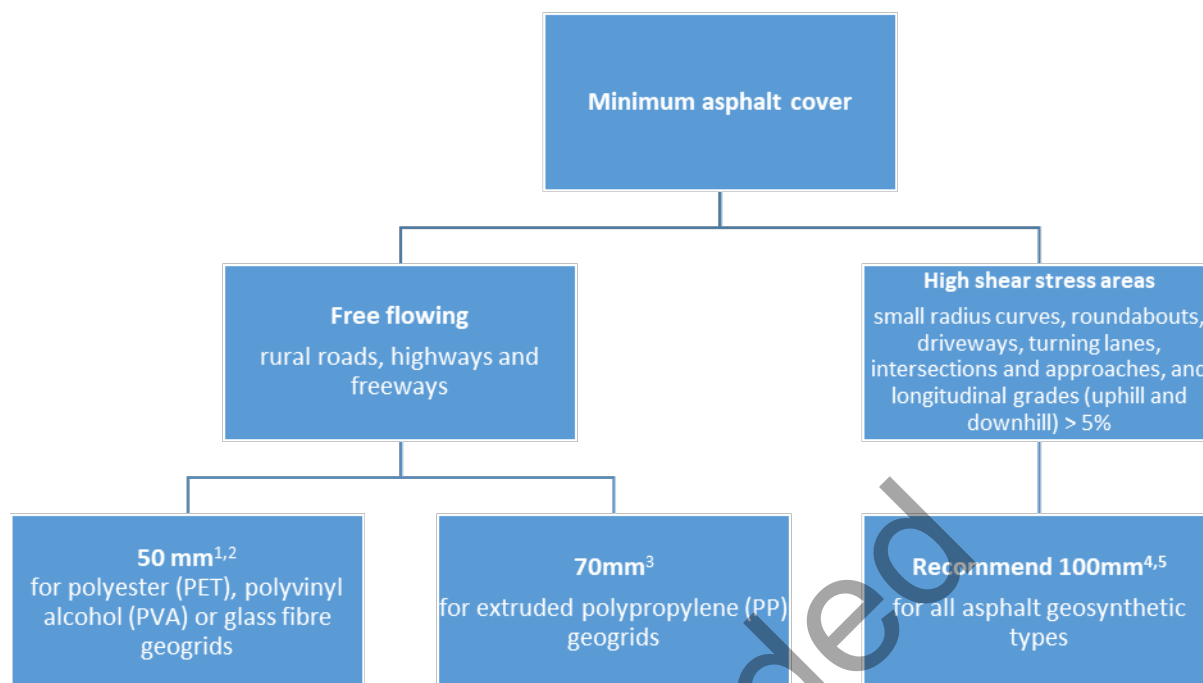 Minimum asphalt cover
Free flowing
rural roads, highways and
freeways
High shear stress areas
small radius curves, roundabouts,
driveways, turning lanes,
intersections and approaches, and
longitudinal grades (uphill and
downhill) > 5%
50 mm1,2
for polyester (PET), polyvinyl
alcohol (PVA) or glass fibre
geogrids
70mm3
for extruded polypropylene (PP)
geogrids
Recommend 100mm4,5
for all asphalt geosynthetic
types
ded